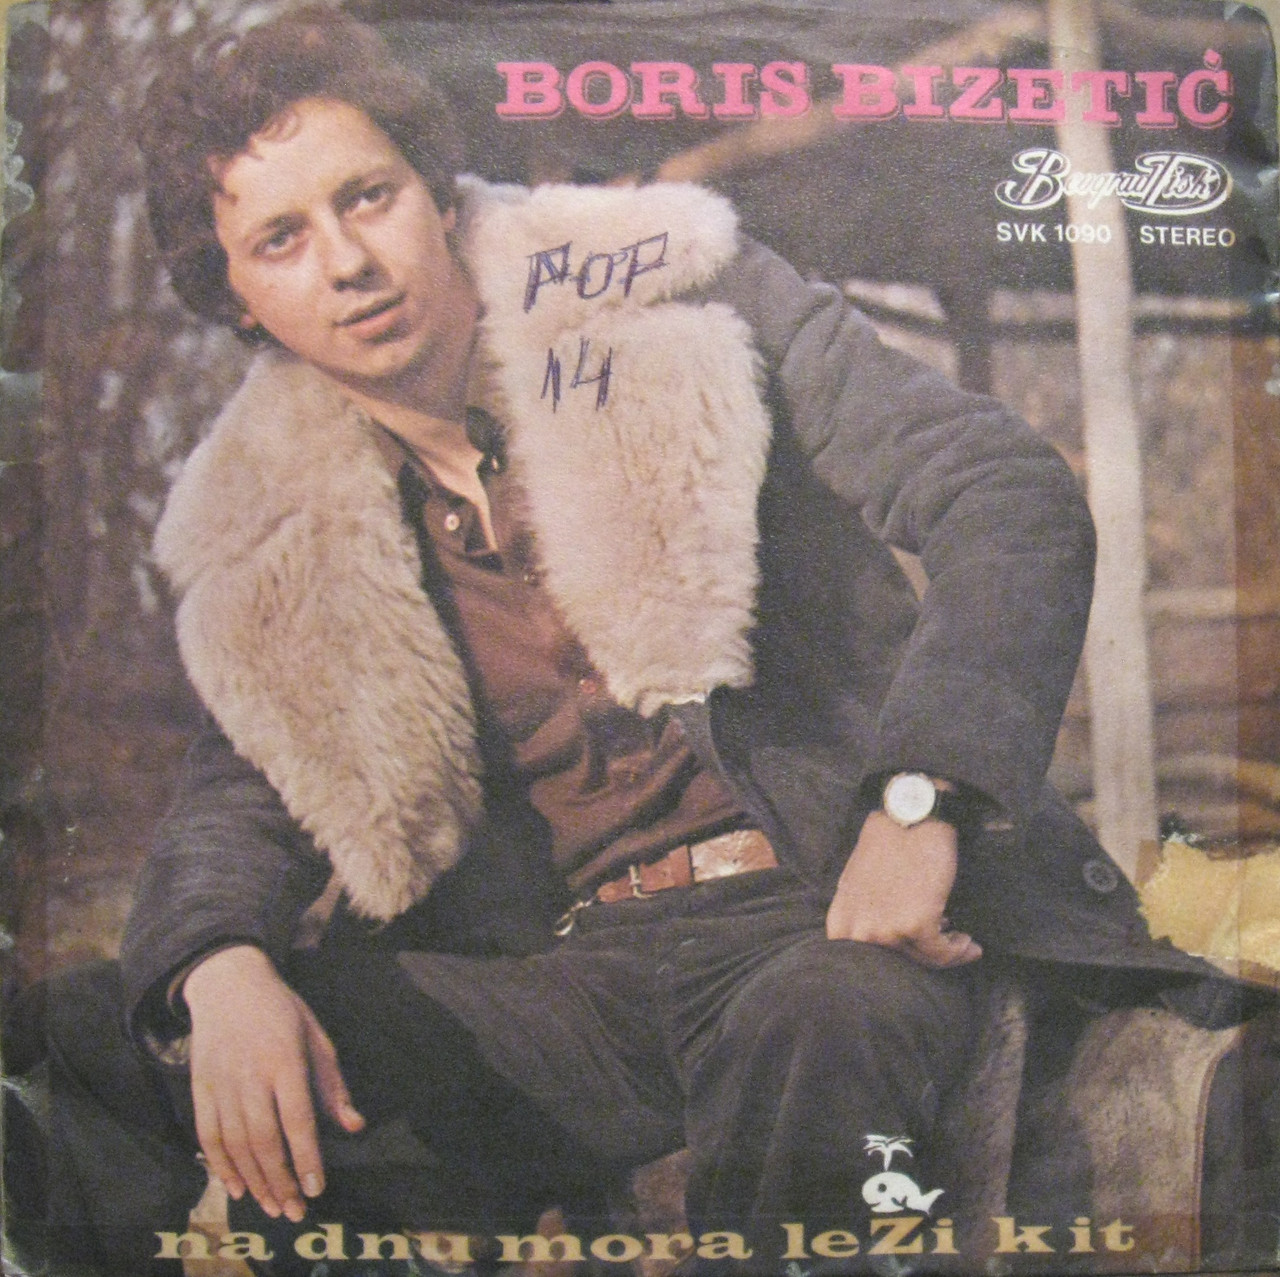 BORIS BIZETIĆ
Beograd Disk
SVK 1090 STEREO
POP
14
na dnu mora leZi kit